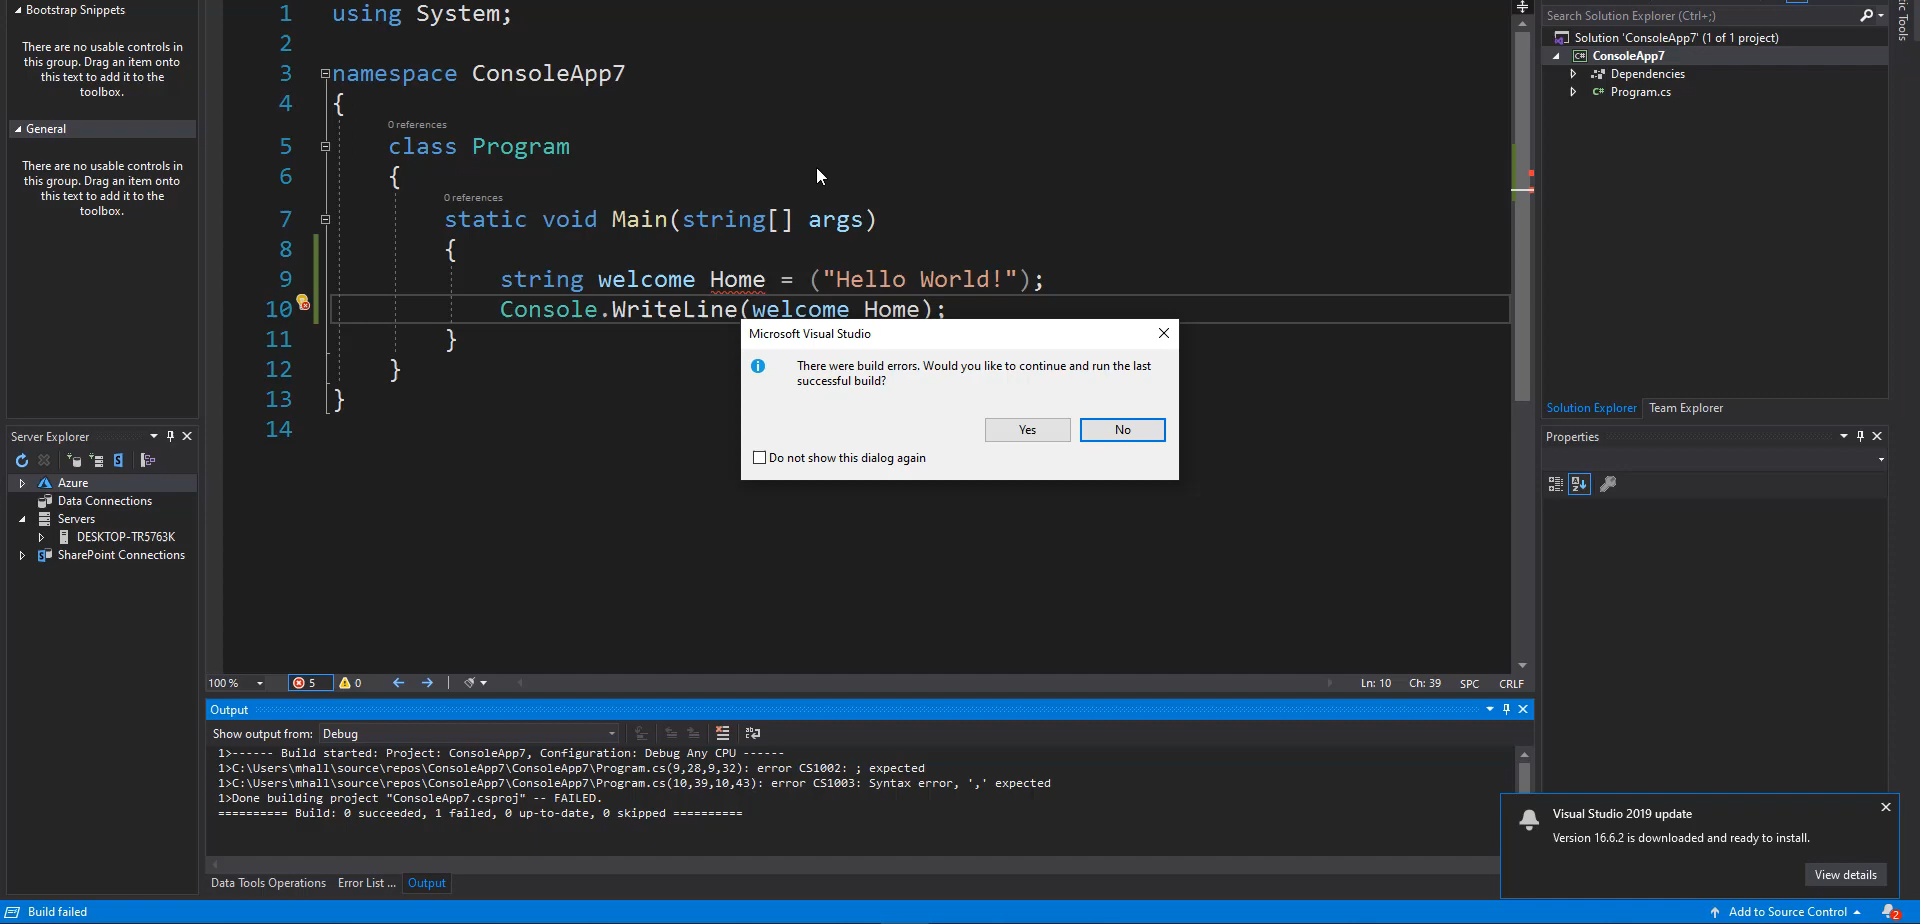 Bootstrap Snippets
There are no usable controls in
this group. Drag an item onto
this text to add it to the
toolbox.
General
There are no usable controls in
this group. Drag an item onto
this text to add it to the
toolbox.
Server Explorer
Azure
Data Connections
Servers
DESKTOP-TR5763K
SharePoint Connections
1 using System;
2
3 namespace ConsoleApp7
4 {
0 references
5 class Program
6 {
0 references
7 static void Main(string[] args)
8 {
9 string welcome Home = ("Hello World!");
10 Console.WriteLine(welcome Home);
11 }
12 }
13 }
14
Microsoft Visual Studio
There were build errors. Would you like to continue and run the last
successful build?
Yes No
Do not show this dialog again
100 % 5 0 Ln: 10 Ch: 39 SPC CRLF
Output
Show output from: Debug
1>------ Build started: Project: ConsoleApp7, Configuration: Debug Any CPU ------
1>C:\Users\mhall\source\repos\ConsoleApp7\ConsoleApp7\Program.cs(9,28,9,32): error CS1002: ; expected
1>C:\Users\mhall\source\repos\ConsoleApp7\ConsoleApp7\Program.cs(10,39,10,43): error CS1003: Syntax error, ',' expected
1>Done building project "ConsoleApp7.csproj" -- FAILED.
========== Build: 0 succeeded, 1 failed, 0 up-to-date, 0 skipped ==========
Data Tools Operations Error List ... Output
Search Solution Explorer (Ctrl+;)
Solution 'ConsoleApp7' (1 of 1 project)
C# ConsoleApp7
Dependencies
C# Program.cs
Solution Explorer Team Explorer
Properties
Visual Studio 2019 update
Version 16.6.2 is downloaded and ready to install.
View details
Build failed
Add to Source Control 2